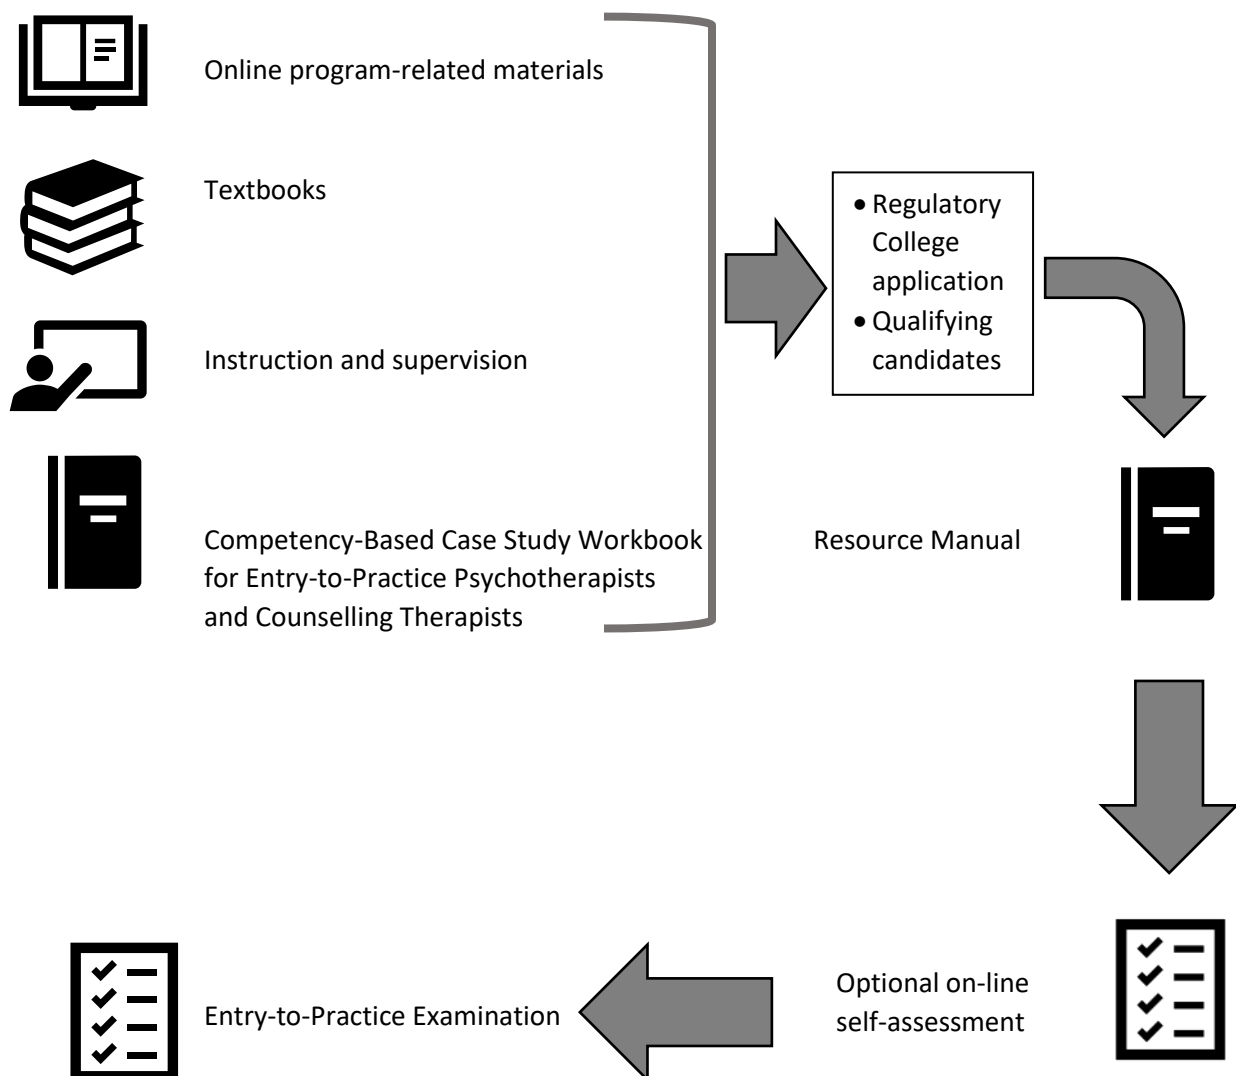 Online program-related materials
Textbooks
Instruction and supervision
Competency-Based Case Study Workbook
for Entry-to-Practice Psychotherapists
and Counselling Therapists
• Regulatory
College
application
• Qualifying
candidates
Resource Manual
Optional on-line
self-assessment
Entry-to-Practice Examination